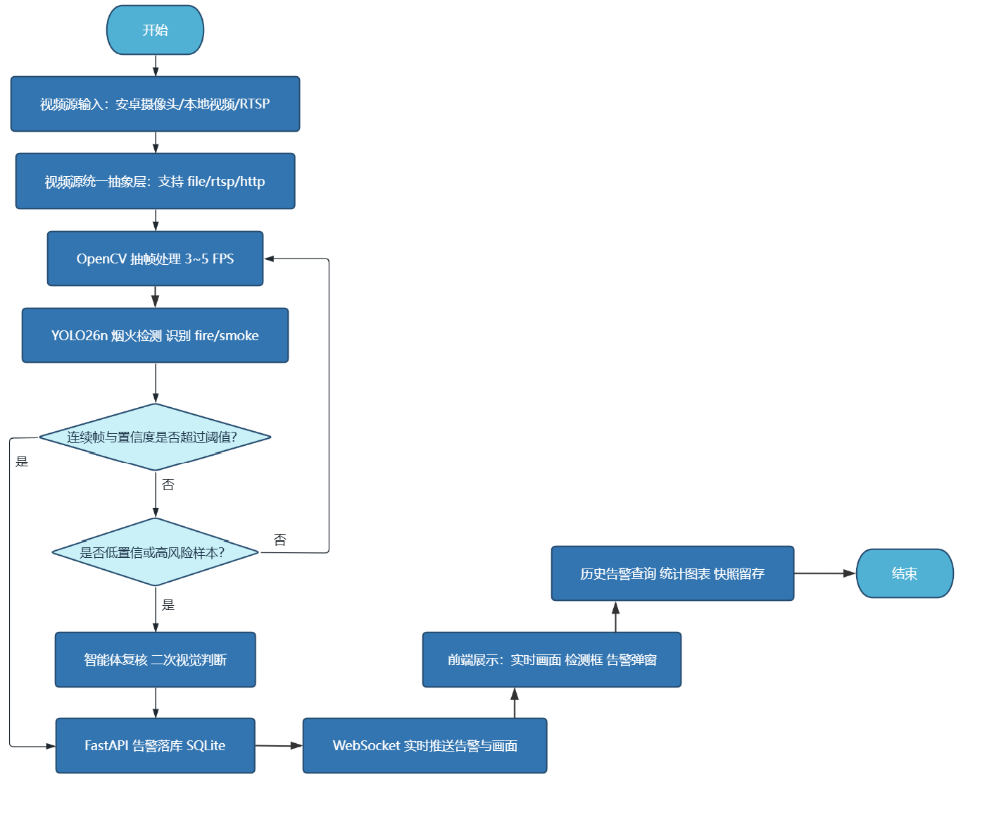 开始
视频源输入：安卓摄像头/本地视频/RTSP
视频源统一抽象层：支持 file/rtsp/http
OpenCV 抽帧处理 3~5 FPS
YOLO26n 烟火检测 识别 fire/smoke
连续帧与置信度是否超过阈值?
是
否
是否低置信或高风险样本?
否
是
智能体复核 二次视觉判断
FastAPI 告警落库 SQLite
WebSocket 实时推送告警与画面
前端展示：实时画面 检测框 告警弹窗
历史告警查询 统计图表 快照留存
结束